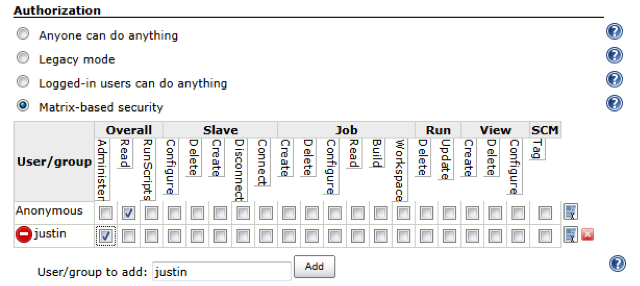 Authorization
Anyone can do anything
Legacy mode
Logged-in users can do anything
Matrix-based security
User/group Overall Slave Job Run View SCM
Administer Read RunScripts Configure Delete Create Disconnect Connect Create Delete Configure Read Build Workspace Delete Update Create Delete Configure Tag
Anonymous
justin
User/group to add: justin Add